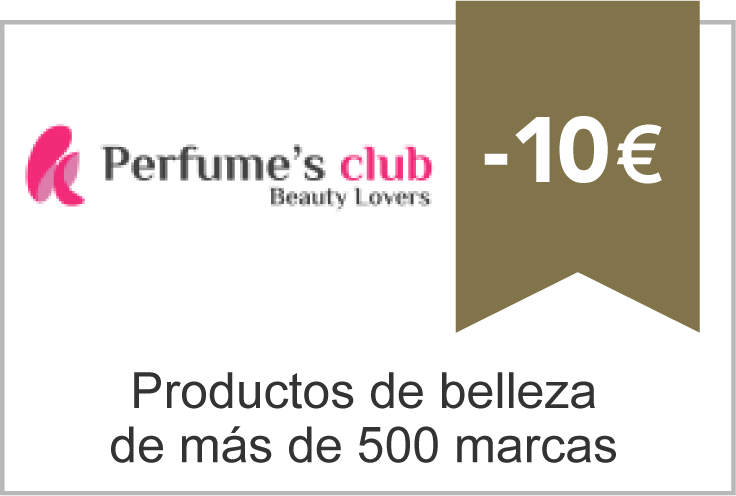 Perfume’s club
Beauty Lovers
-10€
Productos de belleza
de más de 500 marcas